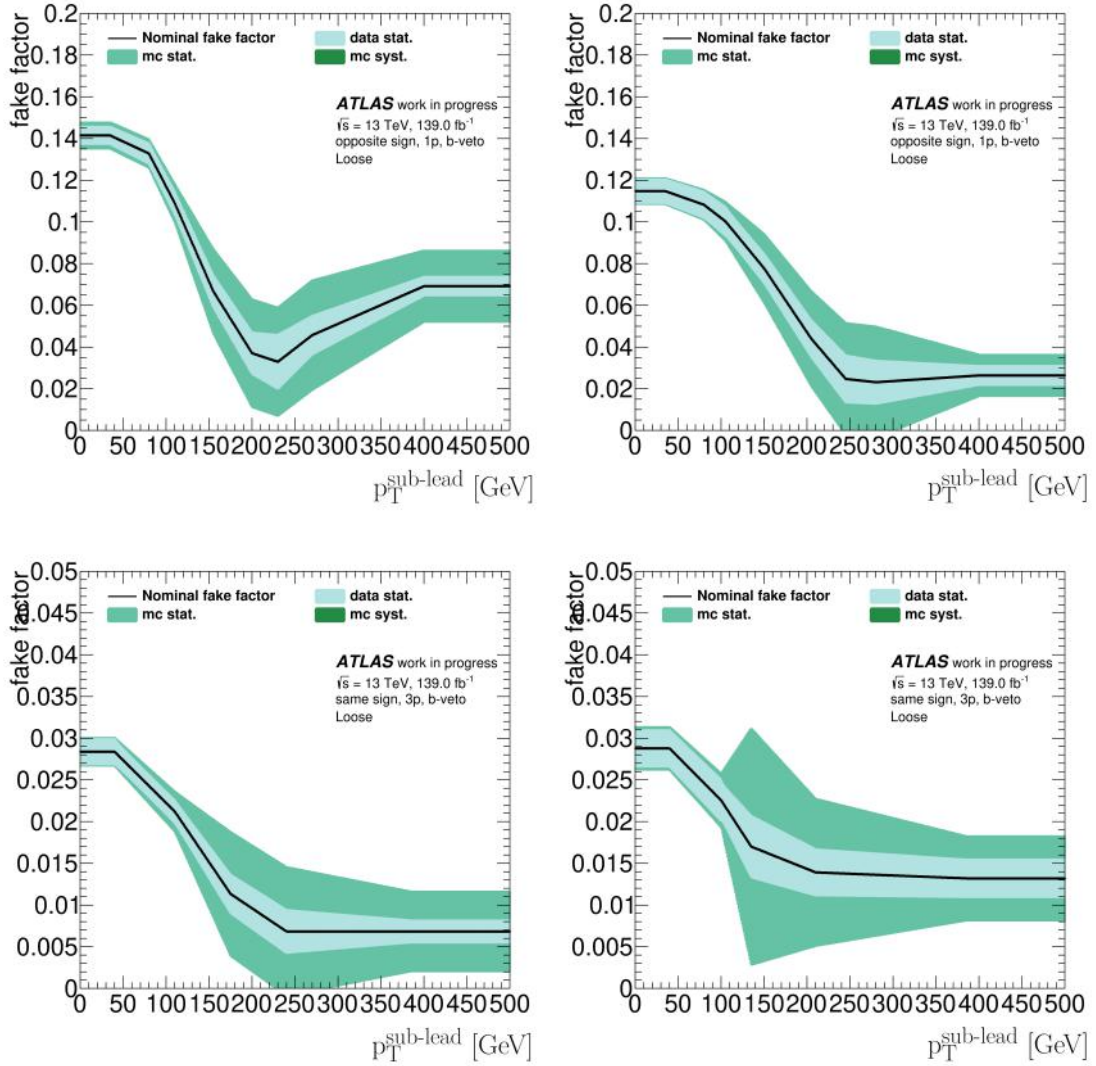 fake factor
0.2
0.18
0.16
0.14
0.12
0.1
0.08
0.06
0.04
0.02
0
Nominal fake factor data stat.
mc stat. mc syst.
ATLAS work in progress
√s = 13 TeV, 139.0 fb⁻¹
opposite sign, 1p, b-veto
Loose
0 50 100 150 200 250 300 350 400 450 500
p_T^sub-lead [GeV]
fake factor
0.2
0.18
0.16
0.14
0.12
0.1
0.08
0.06
0.04
0.02
0
Nominal fake factor data stat.
mc stat. mc syst.
ATLAS work in progress
√s = 13 TeV, 139.0 fb⁻¹
opposite sign, 1p, b-veto
Loose
0 50 100 150 200 250 300 350 400 450 500
p_T^sub-lead [GeV]
fake factor
0.05
0.045
0.04
0.035
0.03
0.025
0.02
0.015
0.01
0.005
0
Nominal fake factor data stat.
mc stat. mc syst.
ATLAS work in progress
√s = 13 TeV, 139.0 fb⁻¹
same sign, 3p, b-veto
Loose
0 50 100 150 200 250 300 350 400 450 500
p_T^sub-lead [GeV]
fake factor
0.05
0.045
0.04
0.035
0.03
0.025
0.02
0.015
0.01
0.005
0
Nominal fake factor data stat.
mc stat. mc syst.
ATLAS work in progress
√s = 13 TeV, 139.0 fb⁻¹
same sign, 3p, b-veto
Loose
0 50 100 150 200 250 300 350 400 450 500
p_T^sub-lead [GeV]